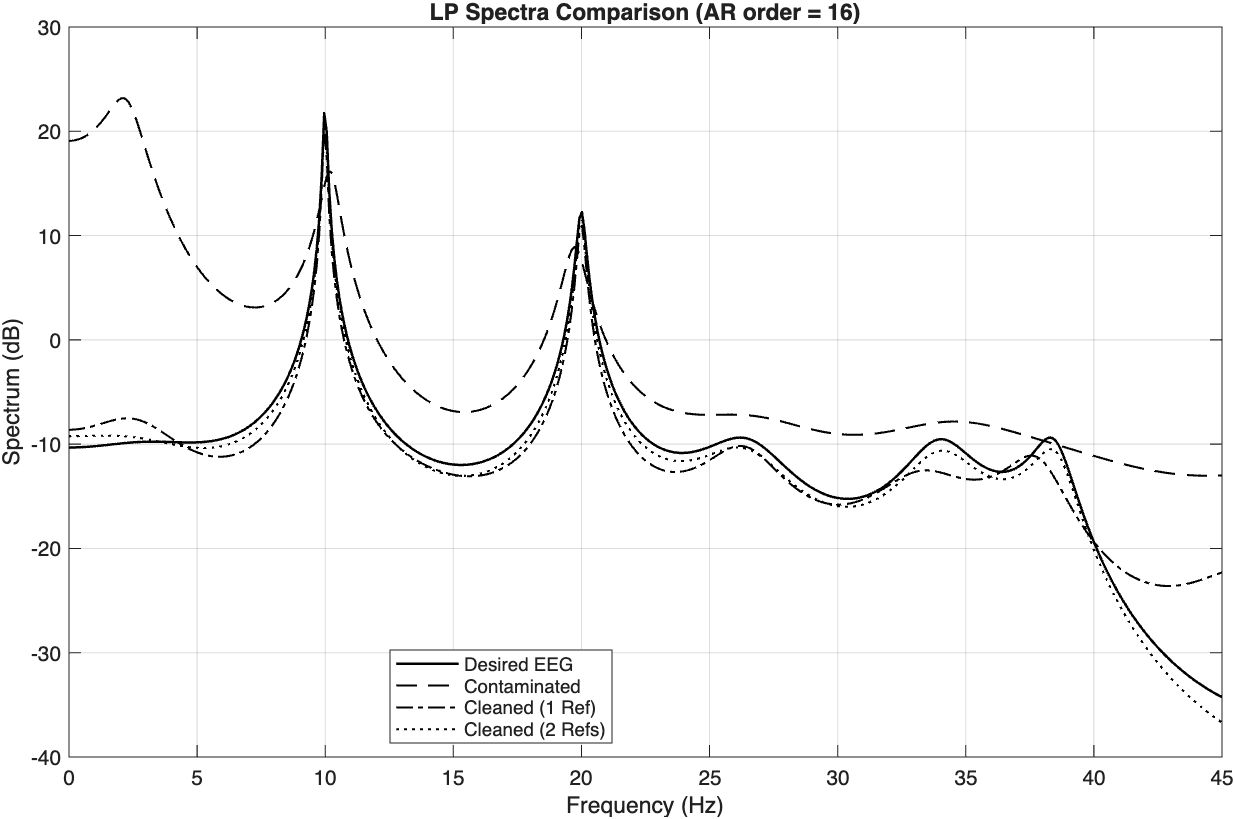 LP Spectra Comparison (AR order = 16)
30
20
10
0
-10
-20
-30
-40
Spectrum (dB)
Desired EEG
Contaminated
Cleaned (1 Ref)
Cleaned (2 Refs)
0 5 10 15 20 25 30 35 40 45
Frequency (Hz)